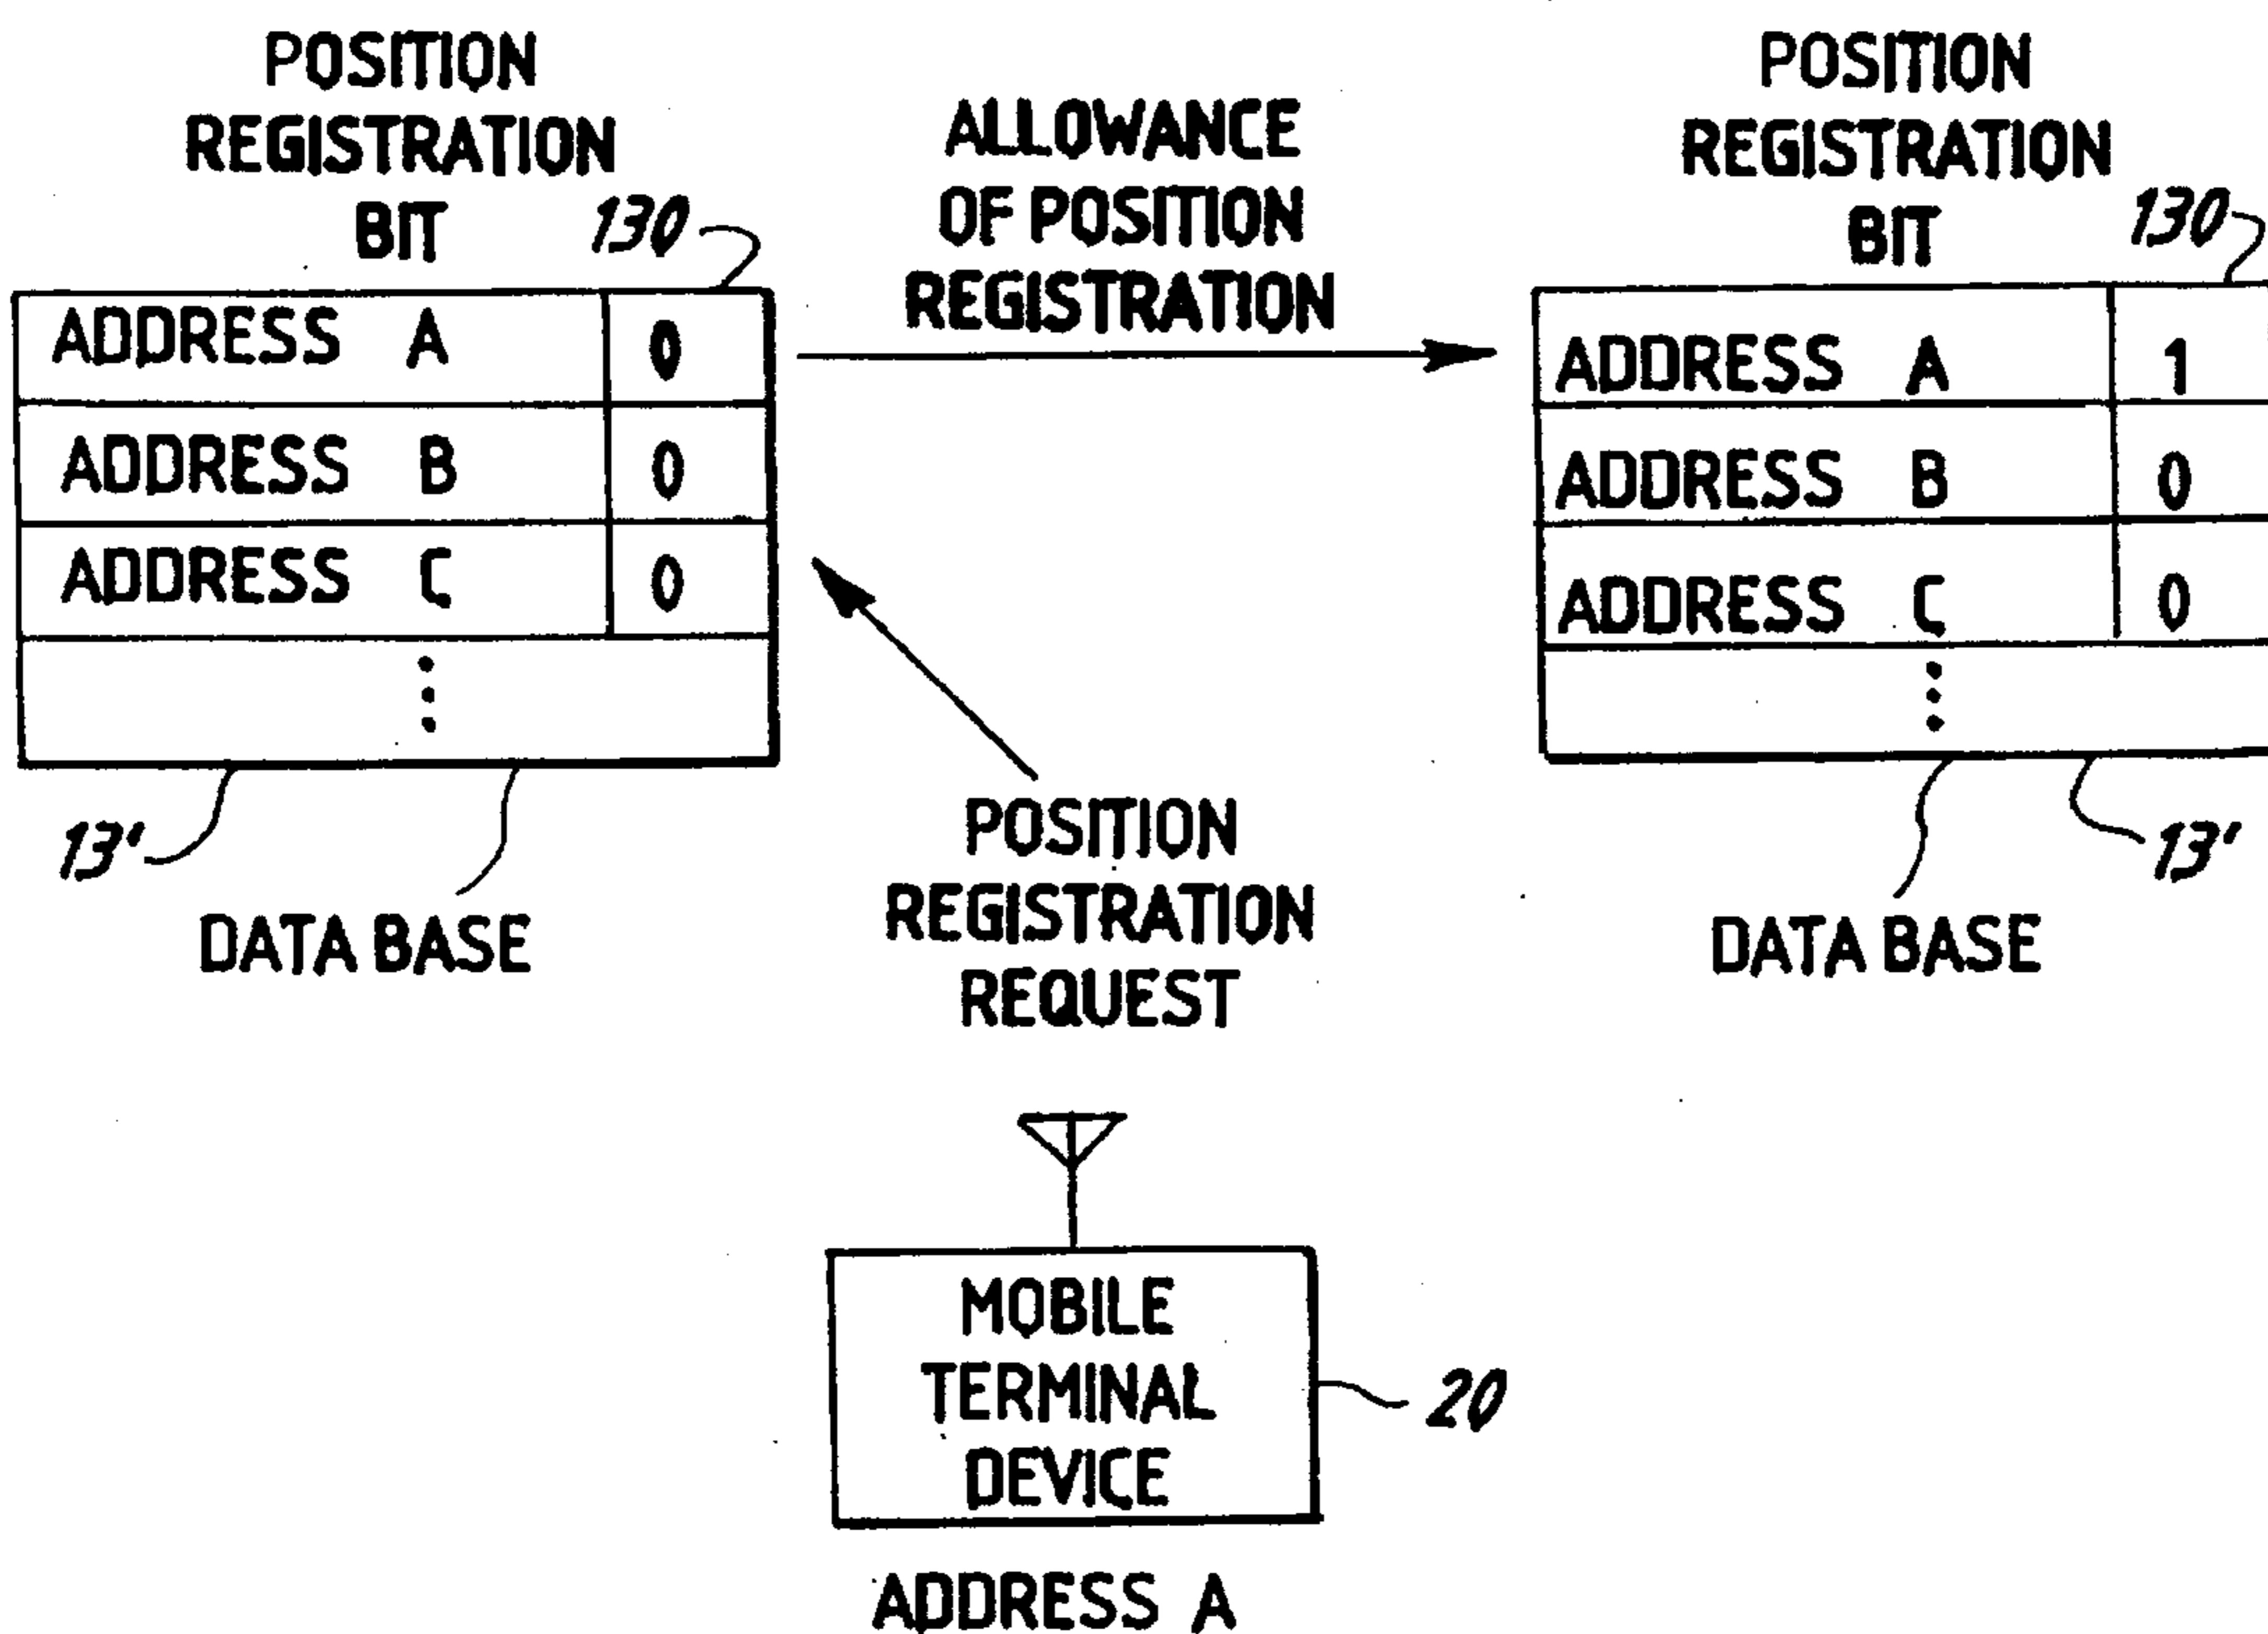 POSITION
REGISTRATION
BIT
130
ADDRESS A 0
ADDRESS B 0
ADDRESS C 0
13'
DATA BASE
ALLOWANCE
OF POSITION
REGISTRATION
POSITION
REGISTRATION
BIT
130
ADDRESS A 1
ADDRESS B 0
ADDRESS C 0
DATA BASE
13'
POSITION
REGISTRATION
REQUEST
MOBILE
TERMINAL
DEVICE
20
ADDRESS A